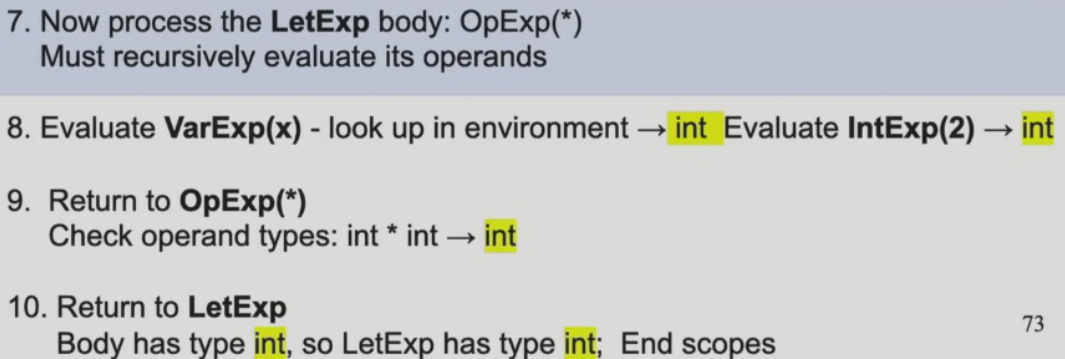 7. Now process the LetExp body: OpExp(*)
Must recursively evaluate its operands
8. Evaluate VarExp(x) - look up in environment → int Evaluate IntExp(2) → int
9. Return to OpExp(*)
Check operand types: int * int → int
10. Return to LetExp
Body has type int, so LetExp has type int; End scopes
73